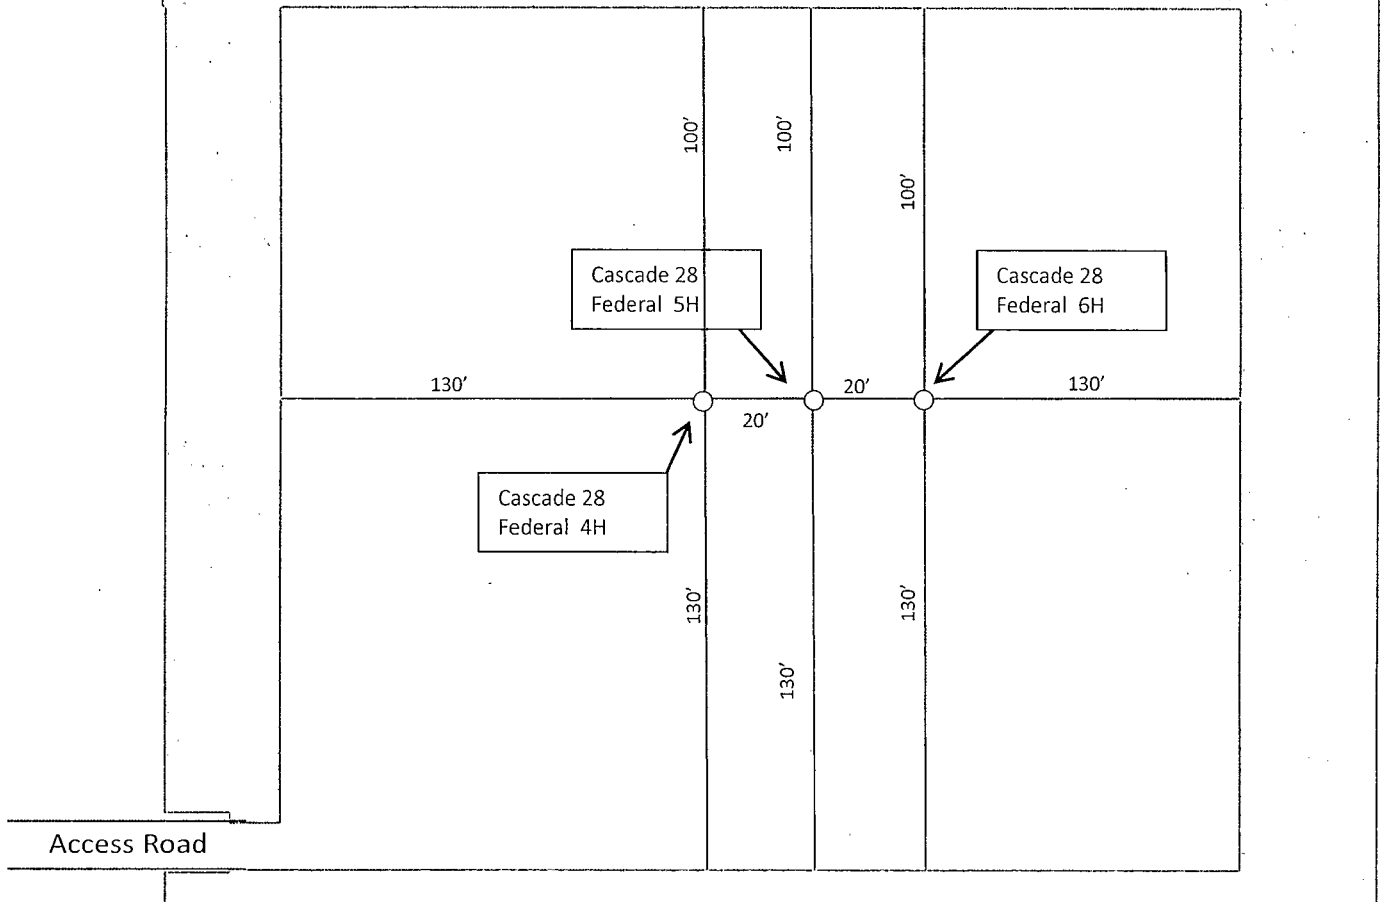 100’
100’
100’
Cascade 28
Federal 5H
Cascade 28
Federal 6H
130’
20’
130’
20’
Cascade 28
Federal 4H
130’
130’
130’
Access Road